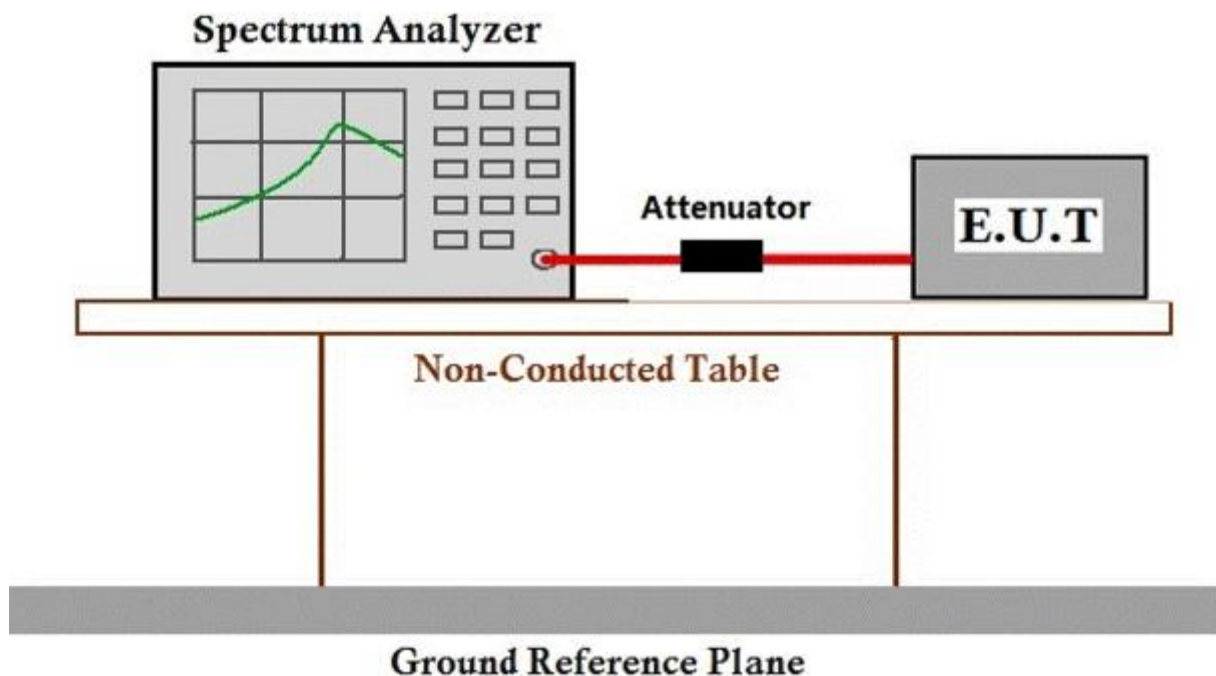 Spectrum Analyzer
Attenuator
E.U.T
Non-Conducted Table
Ground Reference Plane